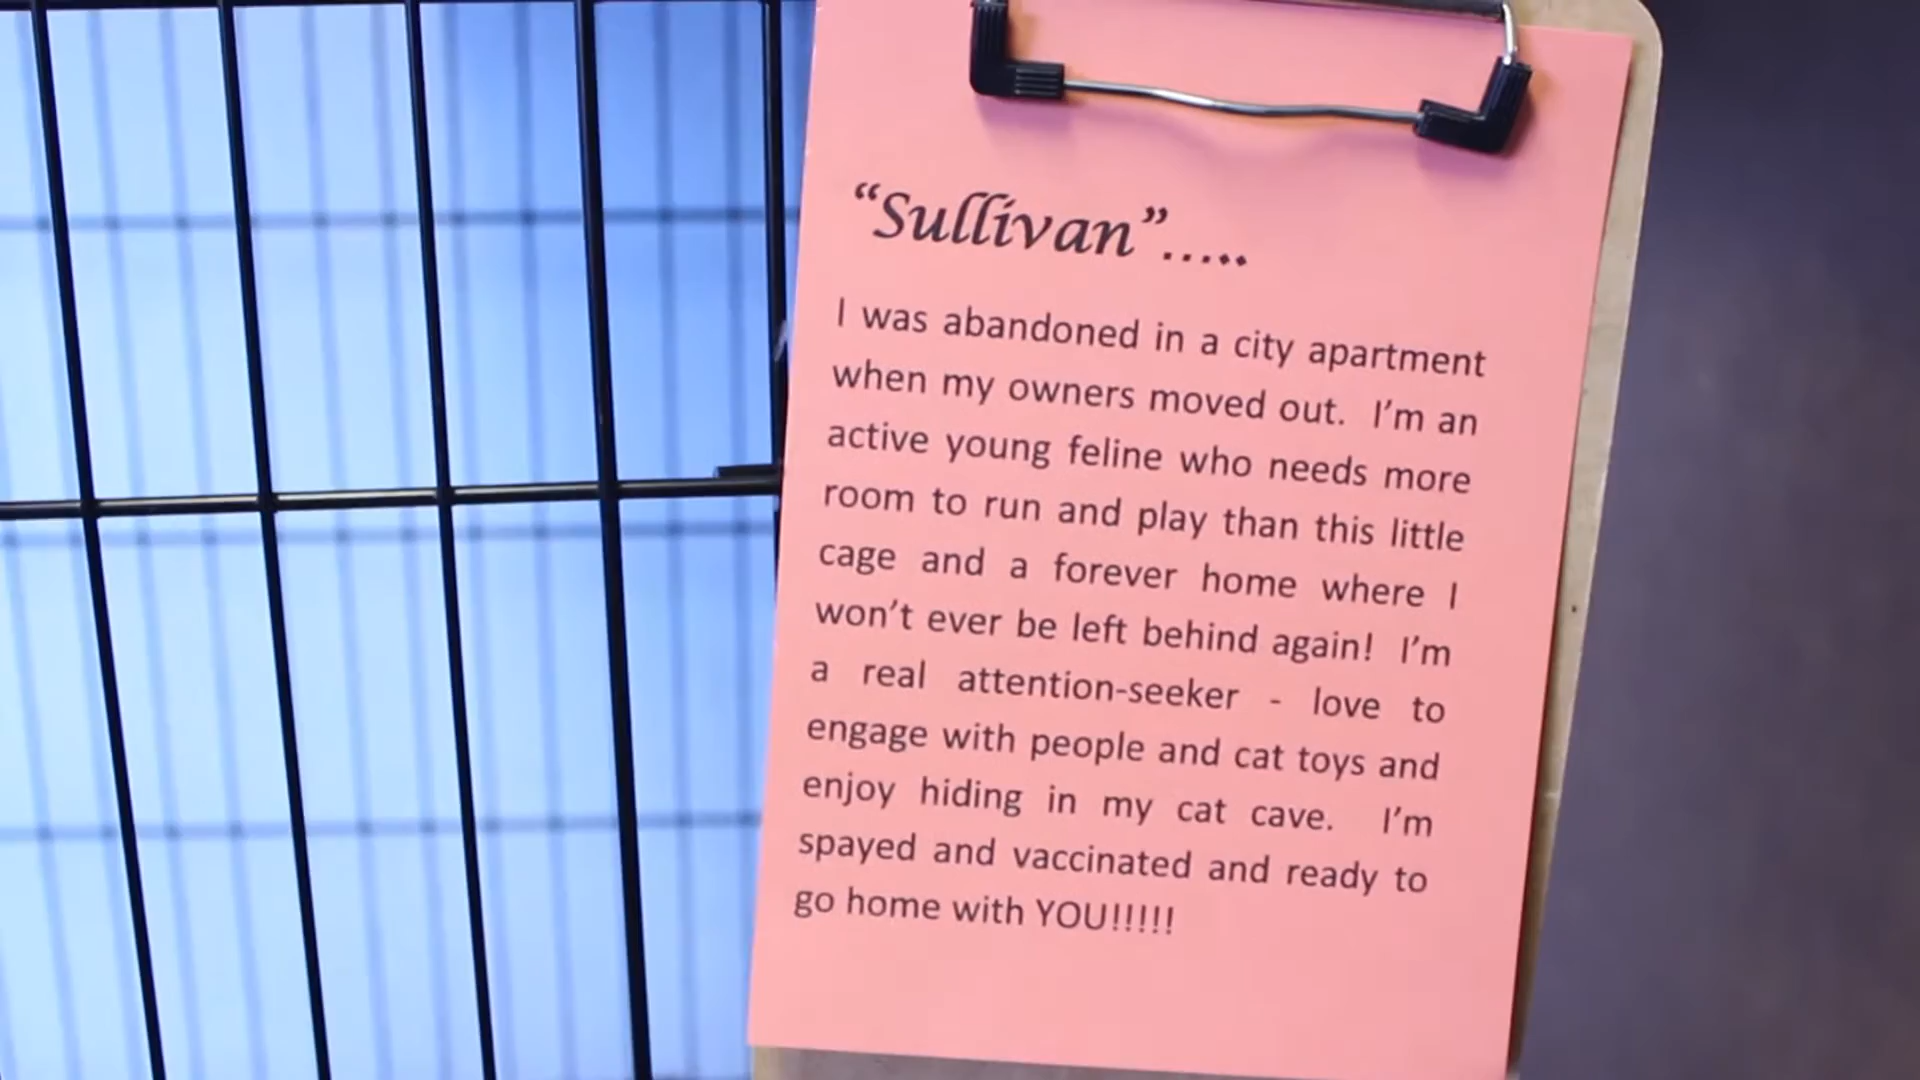 “Sullivan”.....
I was abandoned in a city apartment
when my owners moved out.  I’m an
active young feline who needs more
room to run and play than this little
cage and a forever home where I
won’t ever be left behind again!  I’m
a real attention-seeker - love to
engage with people and cat toys and
enjoy hiding in my cat cave.  I’m
spayed and vaccinated and ready to
go home with YOU!!!!!